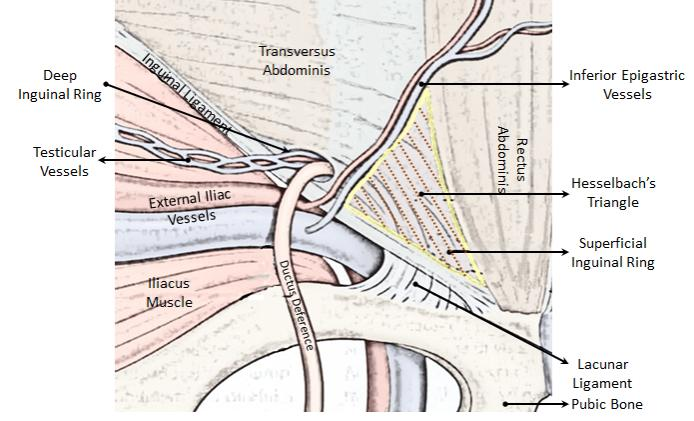 Transversus
Abdominis
Deep
Inguinal Ring
Inguinal Ligament
Inferior Epigastric
Vessels
Testicular
Vessels
Rectus
Abdominis
External Iliac
Vessels
Hesselbach's
Triangle
Superficial
Inguinal Ring
Iliacus
Muscle
Ductus Deference
Lacunar
Ligament
Pubic Bone